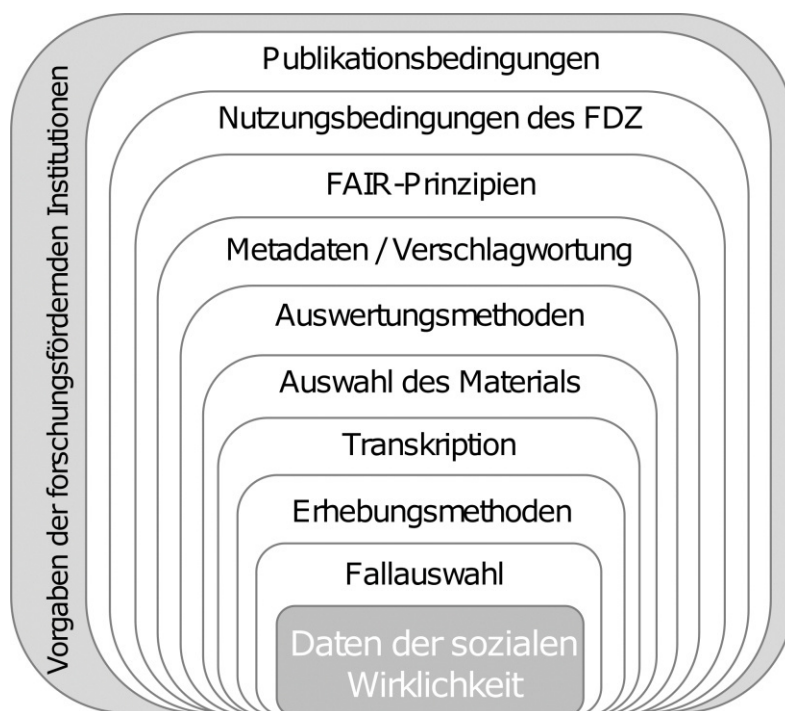 Vorgaben der forschungsfördernden Institutionen
Publikationsbedingungen
Nutzungsbedingungen des FDZ
FAIR-Prinzipien
Metadaten / Verschlagwortung
Auswertungsmethoden
Auswahl des Materials
Transkription
Erhebungsmethoden
Fallauswahl
Daten der sozialen
Wirklichkeit